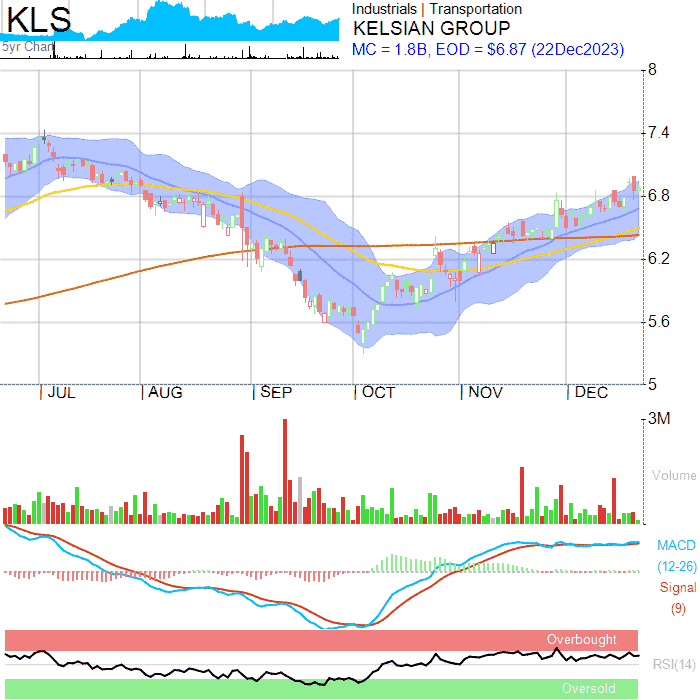 KLS
5yr Chart
Industrials | Transportation
KELSIAN GROUP
MC = 1.8B, EOD = $6.87 (22Dec2023)
8
7.4
6.8
6.2
5.6
5
| JUL | AUG | SEP | OCT | NOV | DEC
3M
Volume
MACD
(12-26)
Signal
(9)
Overbought
RSI(14)
Oversold